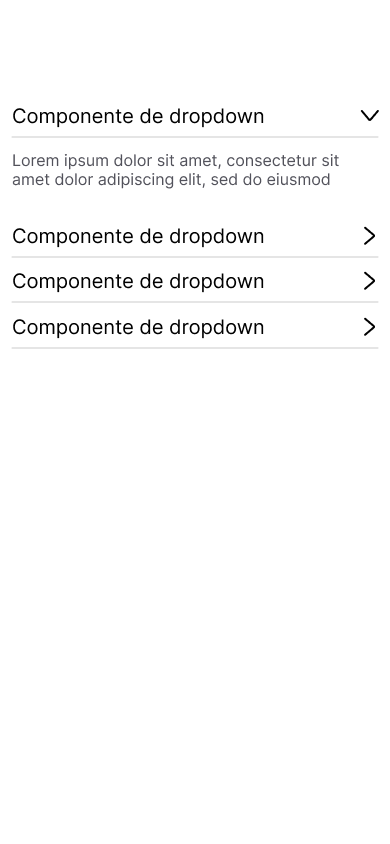 Componente de dropdown
Lorem ipsum dolor sit amet, consectetur sit
amet dolor adipiscing elit, sed do eiusmod
Componente de dropdown
Componente de dropdown
Componente de dropdown